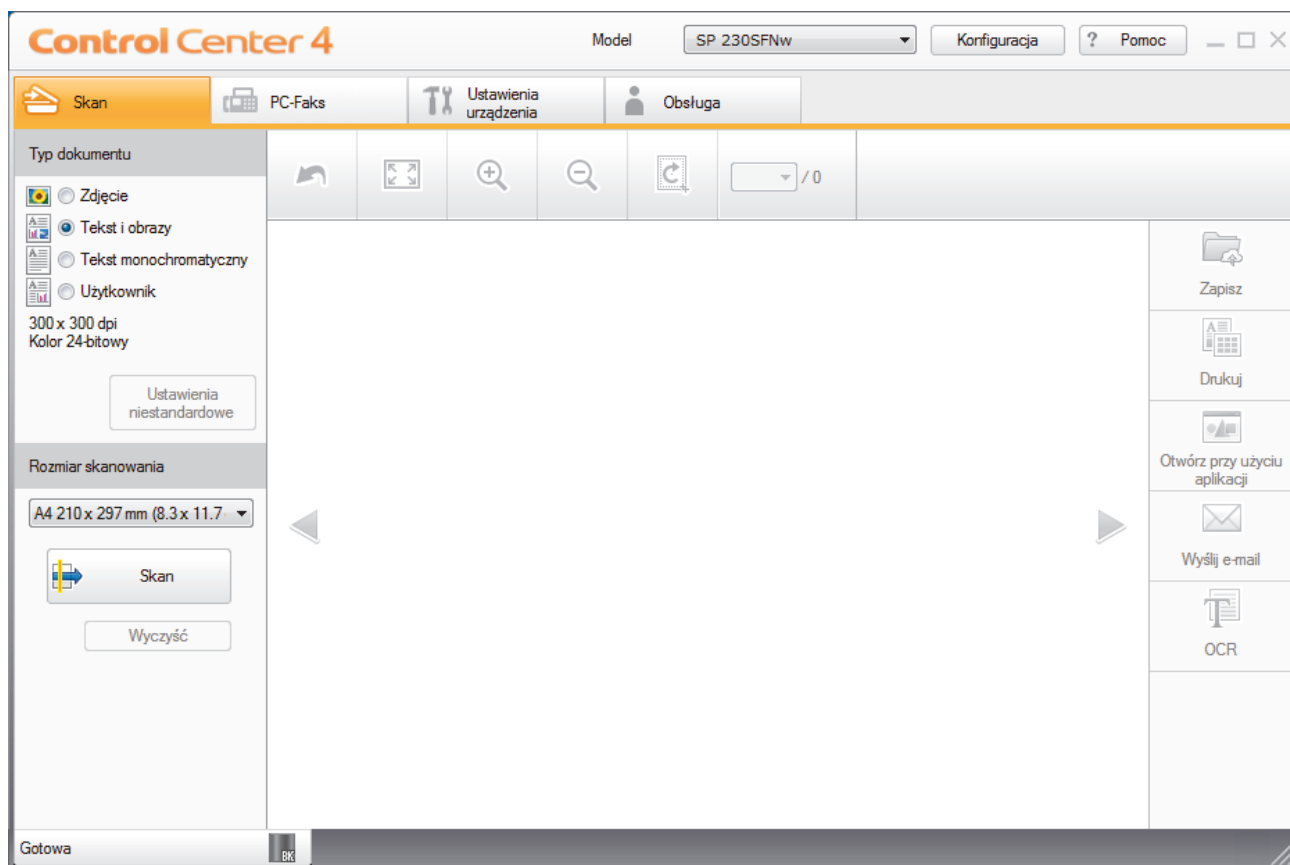 Control Center 4
Model
SP 230SFNw
Konfiguracja
? Pomoc
Skan
PC-Faks
Ustawienia
urządzenia
Obsługa
Typ dokumentu
Zdjęcie
Tekst i obrazy
Tekst monochromatyczny
Użytkownik
300 x 300 dpi
Kolor 24-bitowy
Ustawienia
niestandardowe
Rozmiar skanowania
A4 210 x 297 mm (8.3 x 11.7
Skan
Wyczyść
/ 0
Zapisz
Drukuj
Otwórz przy użyciu
aplikacji
Wyślij e-mail
OCR
Gotowa
BK